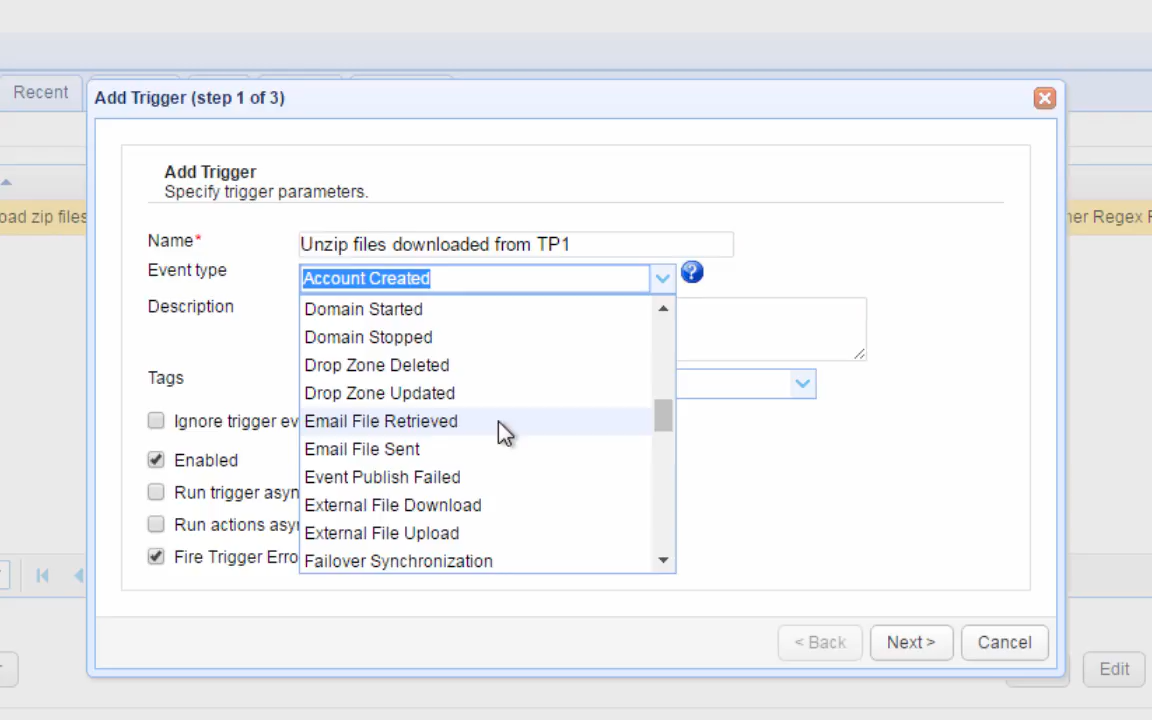 Recent
Add Trigger (step 1 of 3)
oad zip files
ner Regex F
Add Trigger
Specify trigger parameters.
Name*
Unzip files downloaded from TP1
Event type
Account Created
?
Description
Domain Started
Domain Stopped
Drop Zone Deleted
Tags
Drop Zone Updated
Ignore trigger ev
Email File Retrieved
Email File Sent
Enabled
Event Publish Failed
Run trigger asyn
External File Download
Run actions asyn
External File Upload
Fire Trigger Erro
Failover Synchronization
< Back
Next >
Cancel
Edit